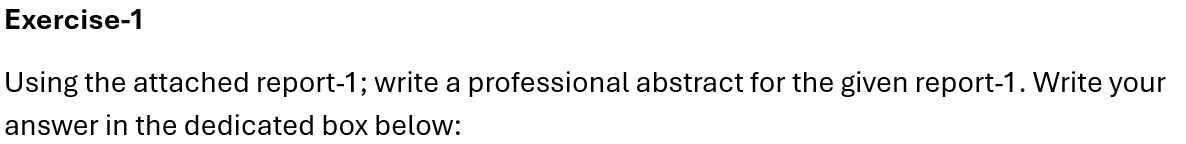 Exercise-1
Using the attached report-1; write a professional abstract for the given report-1. Write your
answer in the dedicated box below: